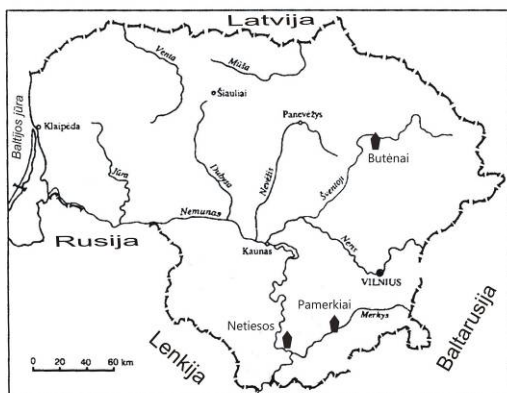 Latvija
Venta
Mūša
Šiauliai
Baltijos jūra
Klaipėda
Panevėžys
Butėnai
Jūra
Dubysa
Nevėžis
Šventoji
Nemunas
Rusija
Kaunas
Neris
VILNIUS
Pamerkiai
Netiesos
Merkys
Baltarusija
Lenkija
0 20 40 60 km